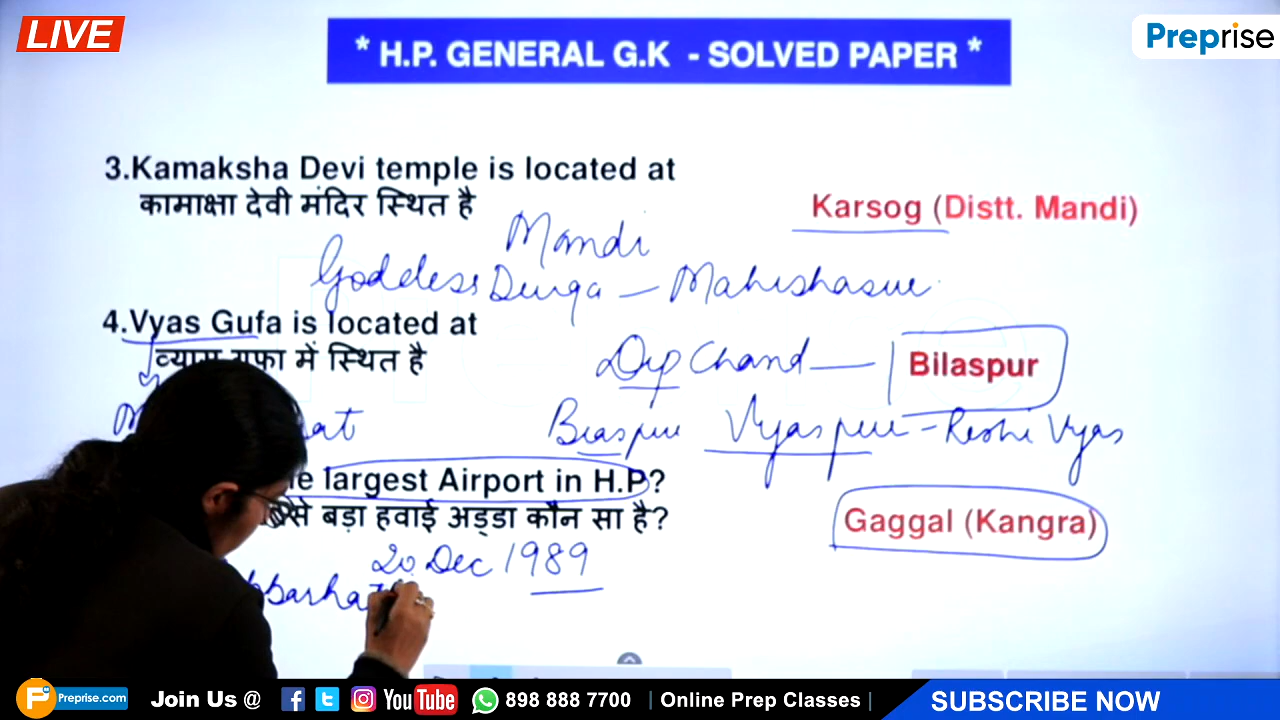 LIVE
* H.P. GENERAL G.K - SOLVED PAPER *
Preprise
3.Kamaksha Devi temple is located at
कामाक्षा देवी मंदिर स्थित है
Karsog (Distt. Mandi)
Mandi
Goddess Durga - Mahishasur
4.Vyas Gufa is located at
व्यास गुफा में स्थित है
Dip Chand - Bilaspur
Biaspur Vyaspur - Rishi Vyas
largest Airport in H.P?
बड़ा हवाई अड्डा कौन सा है?
Gaggal (Kangra)
20 Dec 1989
P Preprise.com Join Us @ YouTube 898 888 7700 | Online Prep Classes | SUBSCRIBE NOW